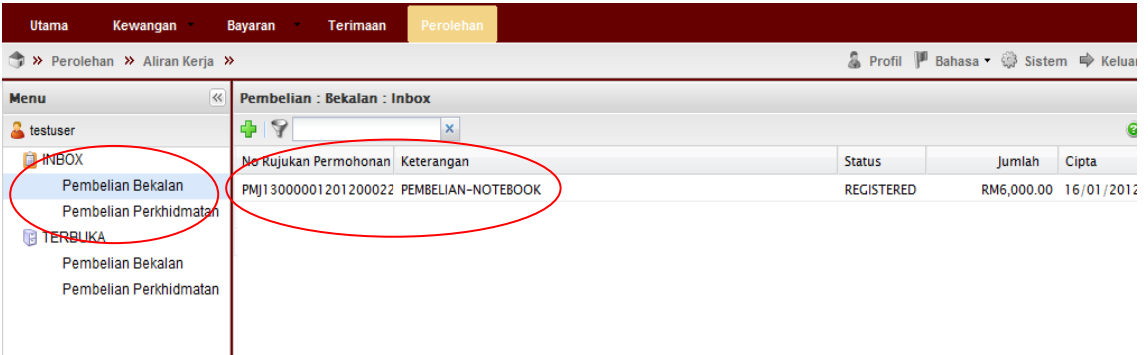 Utama Kewangan Bayaran Terimaan Perolehan
» Perolehan » Aliran Kerja » Profil Bahasa Sistem Keluar
Menu « Pembelian : Bekalan : Inbox
testuser
INBOX No Rujukan Permohonan Keterangan Status Jumlah Cipta
Pembelian Bekalan PMJ13000001201200022 PEMBELIAN-NOTEBOOK REGISTERED RM6,000.00 16/01/2012
Pembelian Perkhidmatan
TERBUKA
Pembelian Bekalan
Pembelian Perkhidmatan